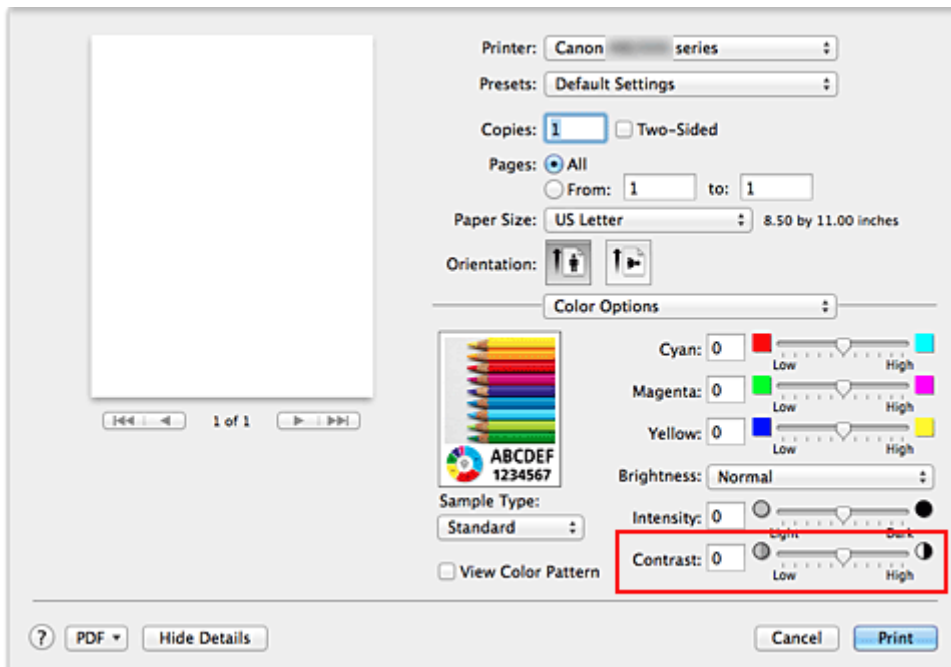 Printer: Canon series
Presets: Default Settings
Copies: 1 Two-Sided
Pages: All
From: 1 to: 1
Paper Size: US Letter 8.50 by 11.00 inches
Orientation:
Color Options
1 of 1
ABCDEF
1234567
Sample Type:
Standard
View Color Pattern
Cyan: 0
Low High
Magenta: 0
Low High
Yellow: 0
Low High
Brightness: Normal
Intensity: 0
Light Dark
Contrast: 0
Low High
? PDF Hide Details Cancel Print